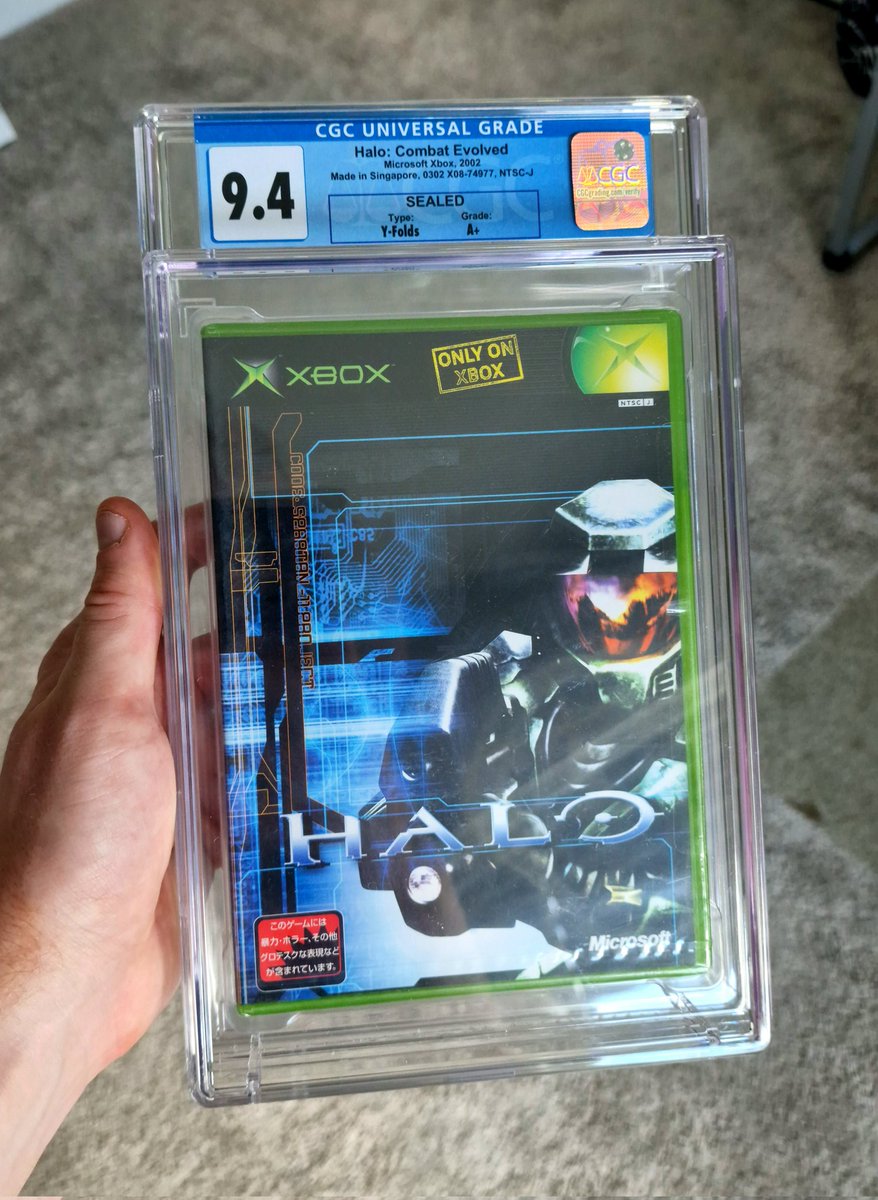 CGC UNIVERSAL GRADE
9.4
Halo: Combat Evolved
Microsoft Xbox, 2002
Made in Singapore, 0302 X08-74977, NTSC-J
SEALED
Type: Grade:
Y-Folds A+
CGC
CGCgrading.com/verify
XBOX
ONLY ON
XBOX
NTSC J
HALO
このゲームには
暴力・ホラー、その他
グロテスクな表現など
が含まれています。
Microsoft